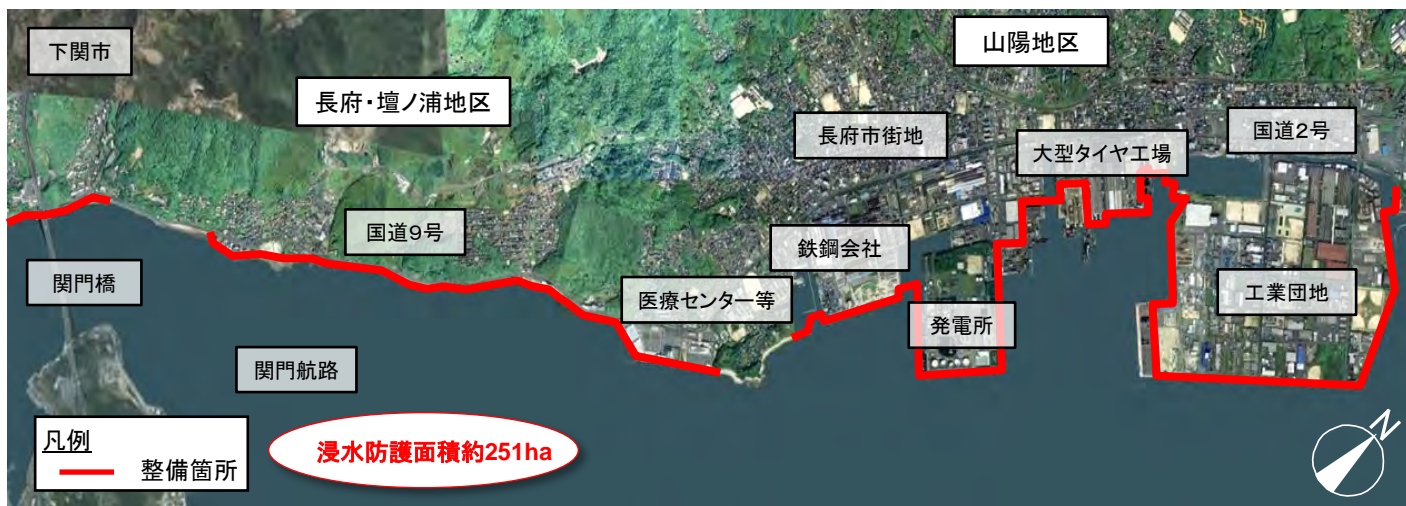 下関市
山陽地区
長府・壇ノ浦地区
長府市街地
国道2号
大型タイヤ工場
国道9号
鉄鋼会社
関門橋
医療センター等
工業団地
発電所
関門航路
凡例
整備箇所
浸水防護面積約251ha
N